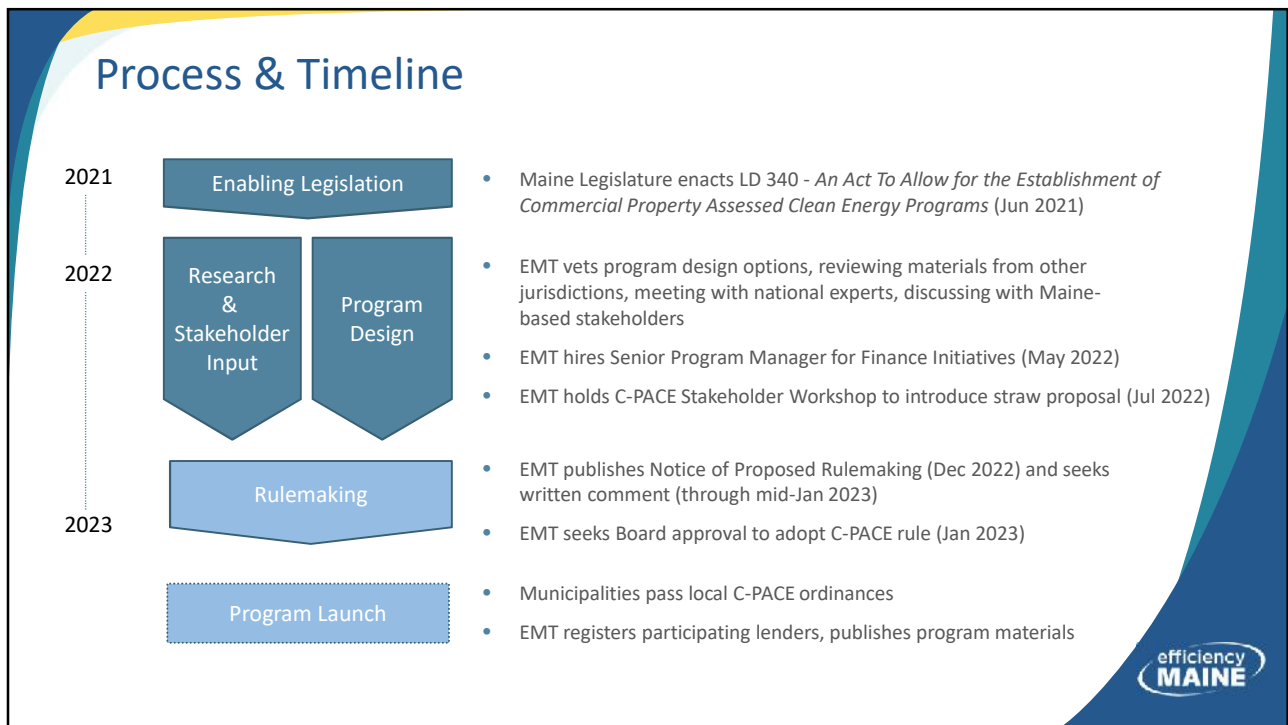 Process & Timeline
2021
Enabling Legislation
• Maine Legislature enacts LD 340 - An Act To Allow for the Establishment of
Commercial Property Assessed Clean Energy Programs (Jun 2021)
2022
Research
&
Stakeholder
Input
Program
Design
• EMT vets program design options, reviewing materials from other
jurisdictions, meeting with national experts, discussing with Maine-
based stakeholders
• EMT hires Senior Program Manager for Finance Initiatives (May 2022)
• EMT holds C-PACE Stakeholder Workshop to introduce straw proposal (Jul 2022)
Rulemaking
• EMT publishes Notice of Proposed Rulemaking (Dec 2022) and seeks
written comment (through mid-Jan 2023)
2023
• EMT seeks Board approval to adopt C-PACE rule (Jan 2023)
Program Launch
• Municipalities pass local C-PACE ordinances
• EMT registers participating lenders, publishes program materials
efficiency
MAINE